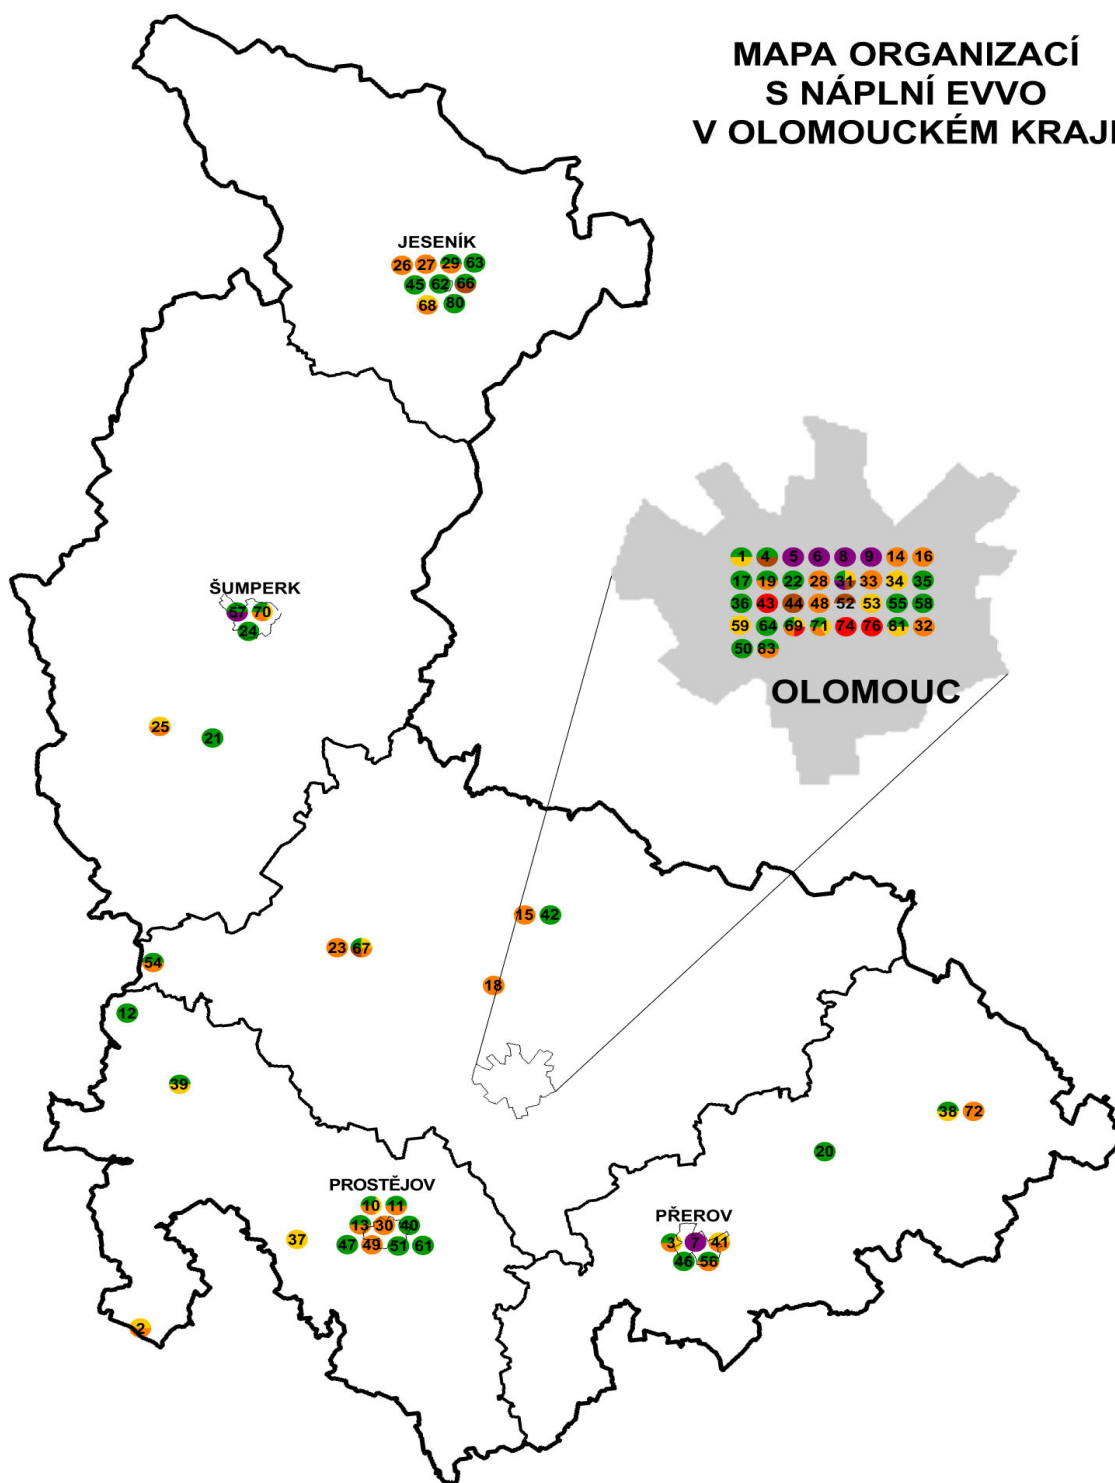 MAPA ORGANIZACÍ
S NÁPLNÍ EVVO
V OLOMOUCKÉM KRAJI
JESENÍK
26 27 29 63
45 62 66
68 80
ŠUMPERK
57 70
24
25
21
1 4 5 6 8 9 14 16
17 19 22 28 31 33 34 35
36 43 44 48 52 53 55 58
59 64 69 71 74 76 81 32
50 83
OLOMOUC
15 42
23 67
54
18
12
39
38 72
20
PROSTĚJOV
10 11
13 30 40
47 49 51 61
37
PŘEROV
3 7 41
46 56
2